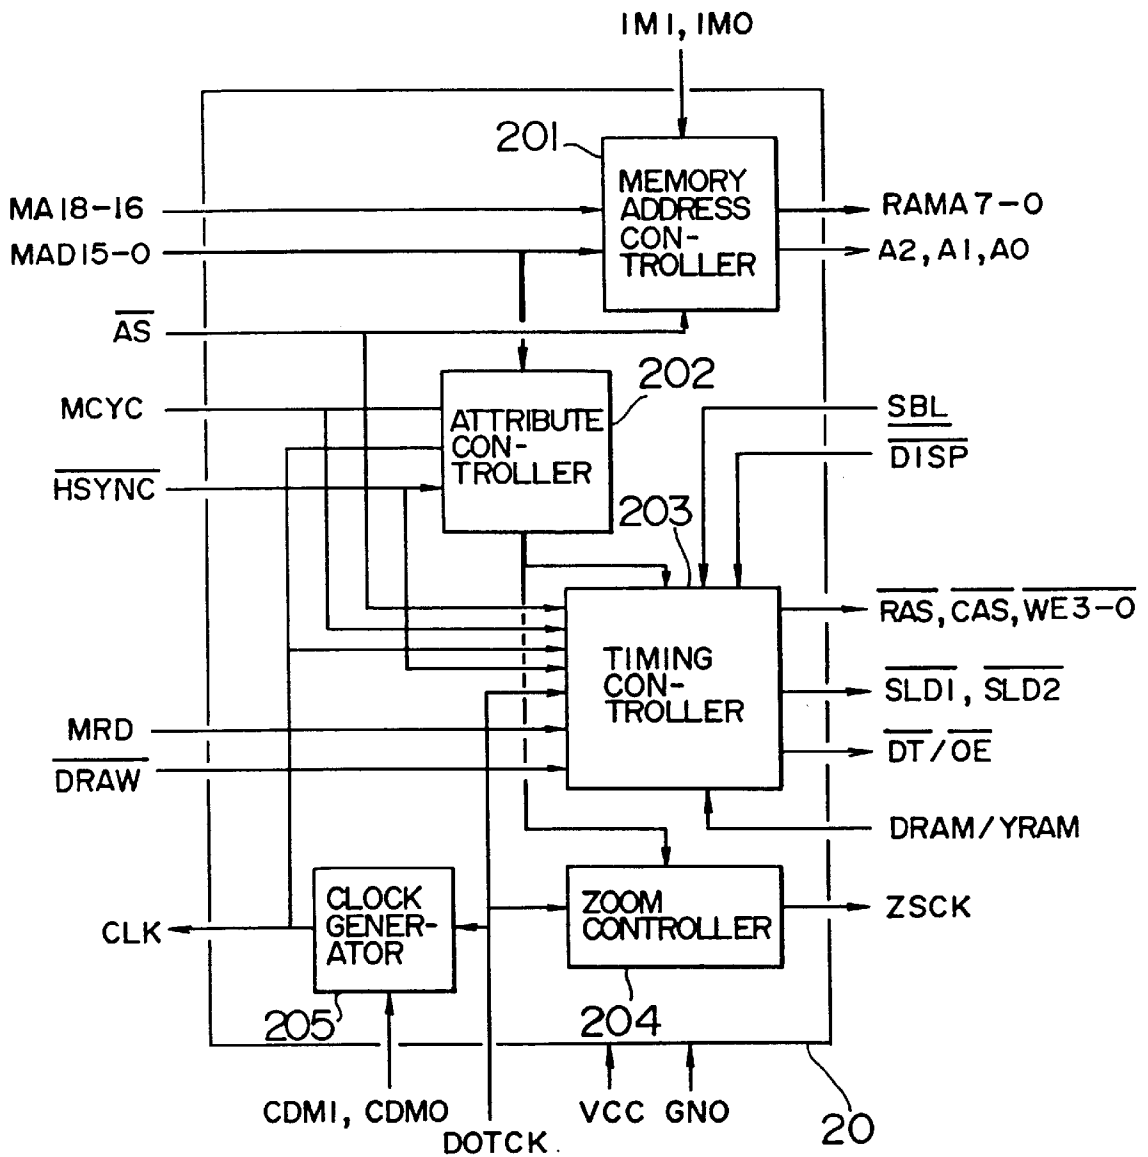 IM1, IM0
201
MEMORY
ADDRESS
CON-
TROLLER
MA18-16
MAD15-0
RAMA7-0
A2, A1, A0
AS
202
MCYC
ATTRIBUTE
CON-
TROLLER
SBL
DISP
HSYNC
203
RAS, CAS, WE3-0
TIMING
CON-
TROLLER
SLD1, SLD2
MRD
DT/OE
DRAW
DRAM/YRAM
CLOCK
GENER-
ATOR
ZOOM
CONTROLLER
ZSCK
CLK
205
204
CDM1, CDM0
VCC
GNO
20
DOTCK